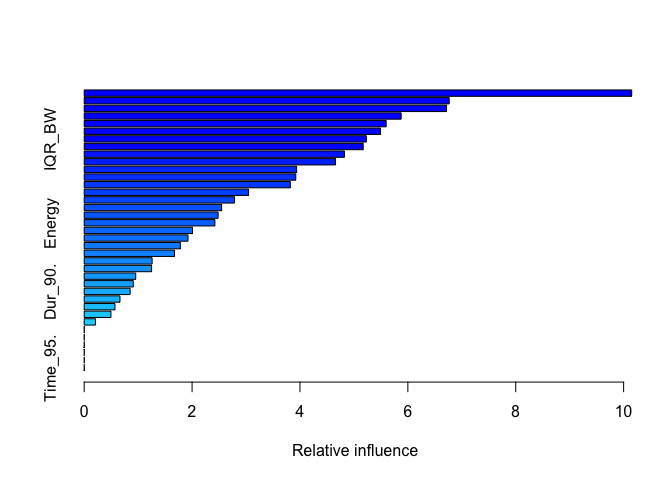 IQR_BW
Energy
Dur_90.
Time_95.
0 2 4 6 8 10
Relative influence